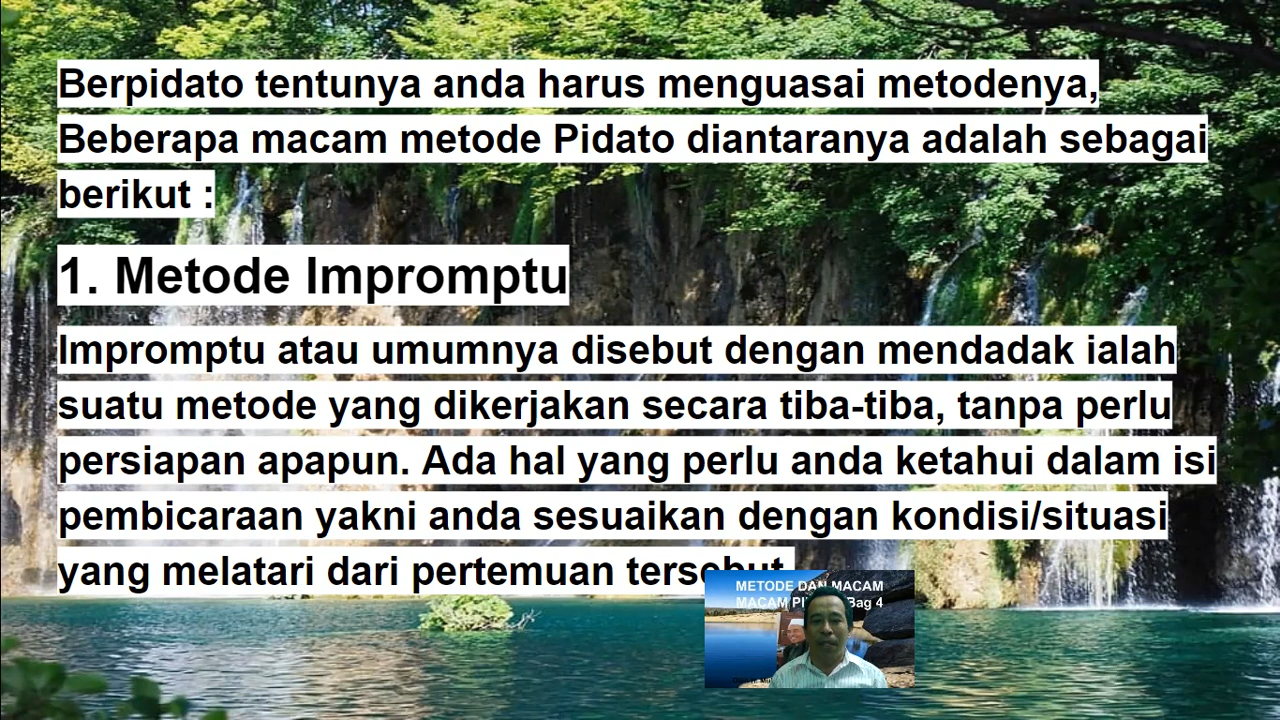 Berpidato tentunya anda harus menguasai metodenya,
Beberapa macam metode Pidato diantaranya adalah sebagai
berikut :
1. Metode Impromptu
Impromptu atau umumnya disebut dengan mendadak ialah
suatu metode yang dikerjakan secara tiba-tiba, tanpa perlu
persiapan apapun. Ada hal yang perlu anda ketahui dalam isi
pembicaraan yakni anda sesuaikan dengan kondisi/situasi
yang melatari dari pertemuan tersebut.
METODE DAN MACAM
MACAM Bag 4